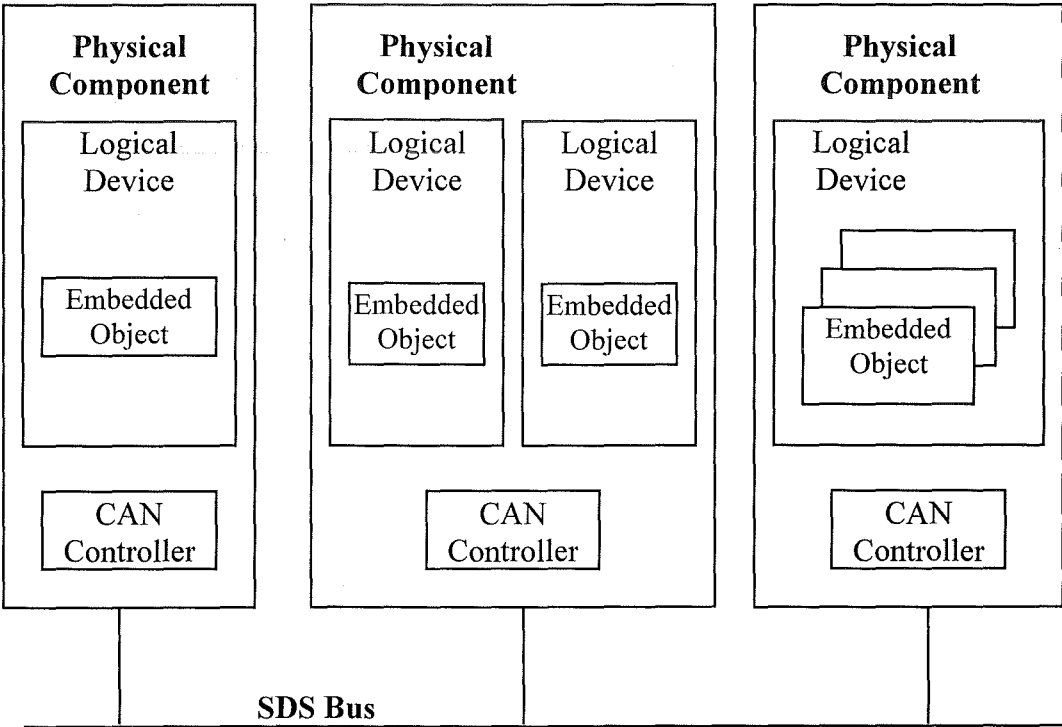 Physical
Component
Logical
Device
Embedded
Object
CAN
Controller
Physical
Component
Logical
Device
Embedded
Object
Logical
Device
Embedded
Object
CAN
Controller
Physical
Component
Logical
Device
Embedded
Object
CAN
Controller
SDS Bus